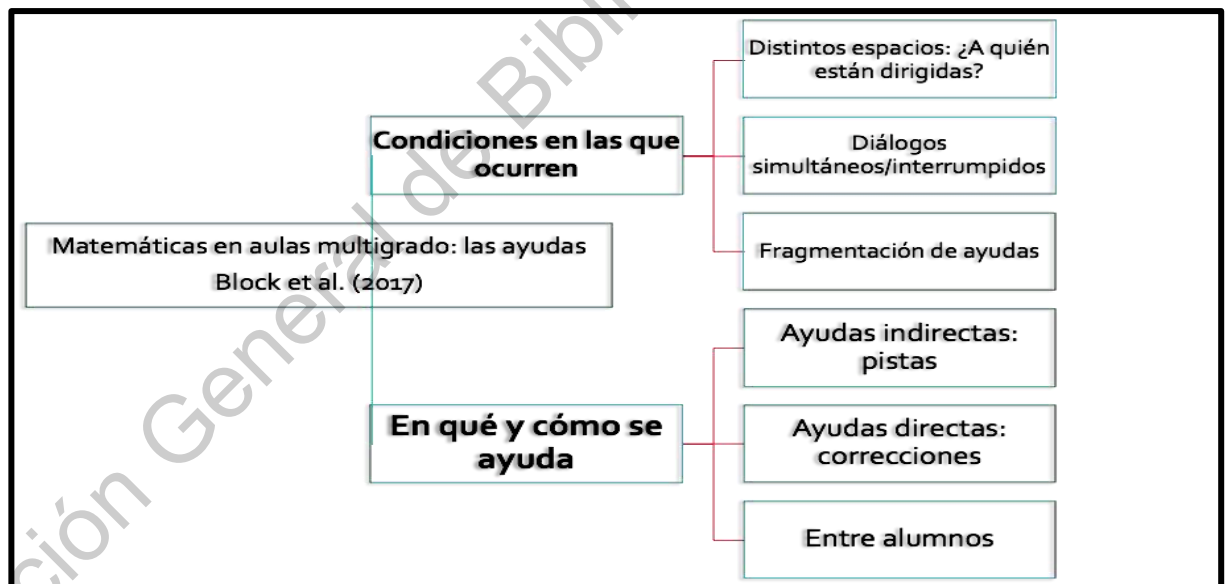 Matemáticas en aulas multigrado: las ayudas
Block et al. (2017)
Condiciones en las que
ocurren
Distintos espacios: ¿A quién
están dirigidas?
Diálogos
simultáneos/interrumpidos
Fragmentación de ayudas
En qué y cómo se
ayuda
Ayudas indirectas:
pistas
Ayudas directas:
correcciones
Entre alumnos
General de